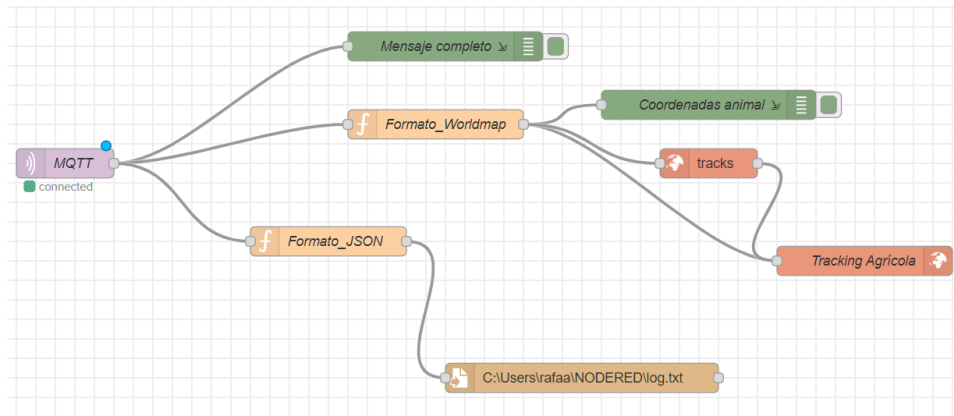 Mensaje completo
Coordenadas animal
Formato_Worldmap
MQTT
connected
tracks
Formato_JSON
Tracking Agrícola
C:\Users\rafaa\NODERED\log.txt